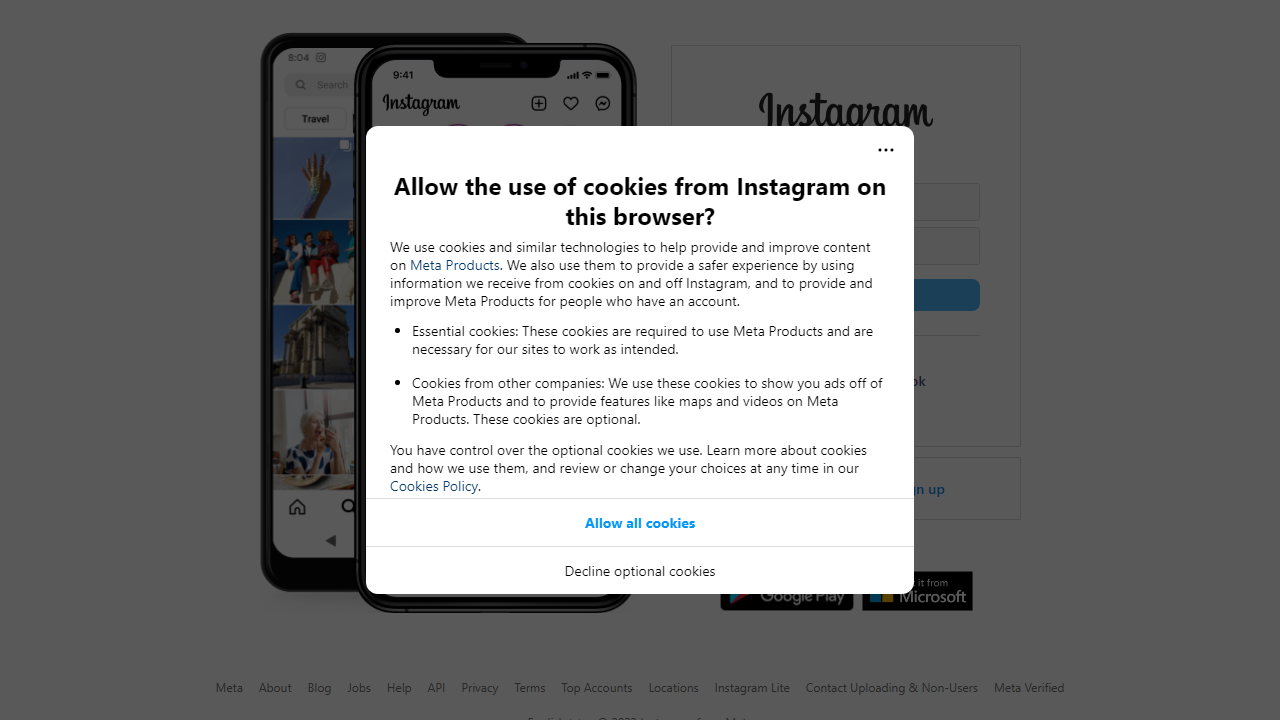 8:04
Search
Travel
9:41
Instagram
Instagram
Allow the use of cookies from Instagram on
this browser?
We use cookies and similar technologies to help provide and improve content
on Meta Products. We also use them to provide a safer experience by using
information we receive from cookies on and off Instagram, and to provide and
improve Meta Products for people who have an account.
• Essential cookies: These cookies are required to use Meta Products and are
necessary for our sites to work as intended.
• Cookies from other companies: We use these cookies to show you ads off of
Meta Products and to provide features like maps and videos on Meta
Products. These cookies are optional.
You have control over the optional cookies we use. Learn more about cookies
and how we use them, and review or change your choices at any time in our
Cookies Policy.
Allow all cookies
Decline optional cookies
up
it from
Google Play
Microsoft
Meta About Blog Jobs Help API Privacy Terms Top Accounts Locations Instagram Lite Contact Uploading & Non-Users Meta Verified